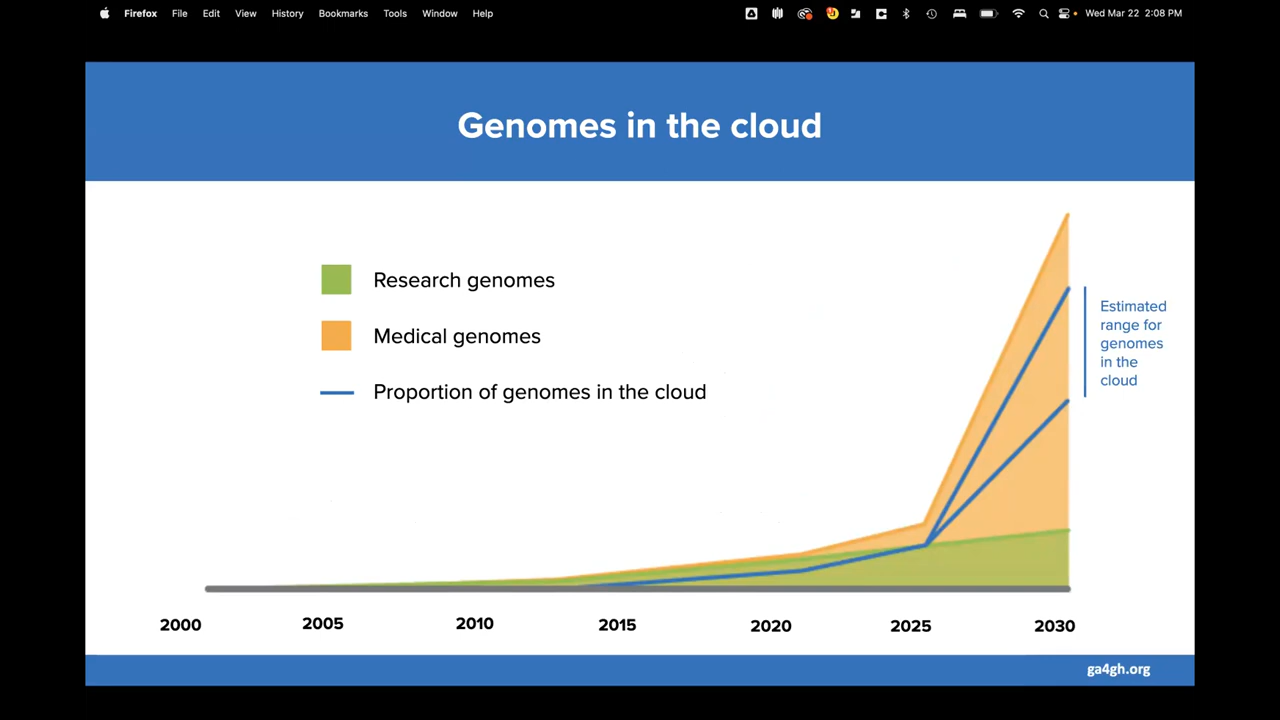 Firefox File Edit View History Bookmarks Tools Window Help Wed Mar 22 2:08 PM
Genomes in the cloud
Research genomes
Medical genomes
Proportion of genomes in the cloud
Estimated
range for
genomes
in the
cloud
2000 2005 2010 2015 2020 2025 2030
ga4gh.org